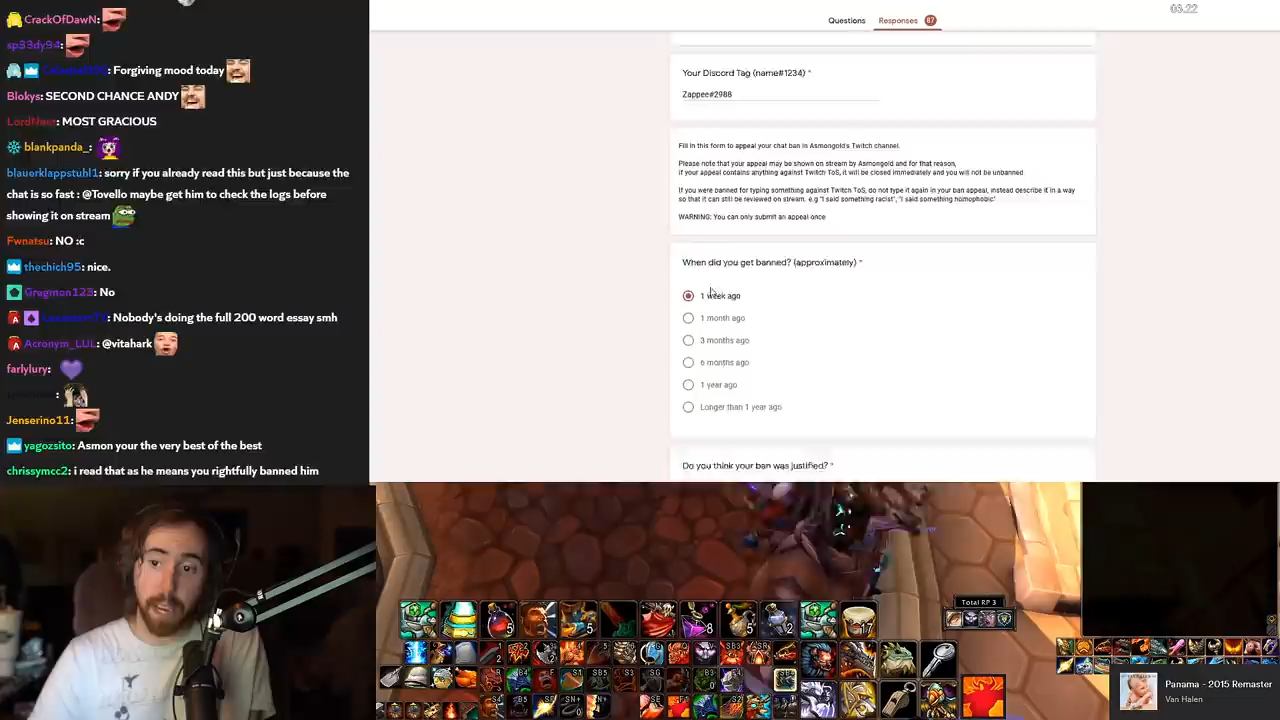 CrackOfDawN:
sp33dy94:
Forgiving mood today
Blokys: SECOND CHANCE ANDY
MOST GRACIOUS
blankpanda_:
blauerklappstuhl1: sorry if you already read this but just because the
chat is so fast : @Tovello maybe get him to check the logs before
showing it on stream
Fwnatsu: NO :c
thechich95: nice.
Grugmon123: No
Nobody's doing the full 200 word essay smh
Acronym_LUL: @vitahark
farlylury:
Jenserino11:
yagozsito: Asmon your the very best of the best
chrissymcc2: i read that as he means you rightfully banned him
03:22
Questions Responses 87
Your Discord Tag (name#1234) *
Zappee#2988
Fill in this form to appeal your chat ban in Asmongold's Twitch channel.
Please note that your appeal may be shown on stream by Asmongold and for that reason,
if your appeal contains anything against Twitch ToS, it will be closed immediately and you will not be unbanned
If you were banned for typing something against Twitch ToS, do not type it again in your ban appeal, instead describe it in a way
so that it can still be reviewed on stream. e.g "I said something racist", "I said something homophobic"
WARNING: You can only submit an appeal once
When did you get banned? (approximately) *
1 week ago
1 month ago
3 months ago
6 months ago
1 year ago
Longer than 1 year ago
Do you think your ban was justified? *
Total RP 3
Panama - 2015 Remaster
Van Halen